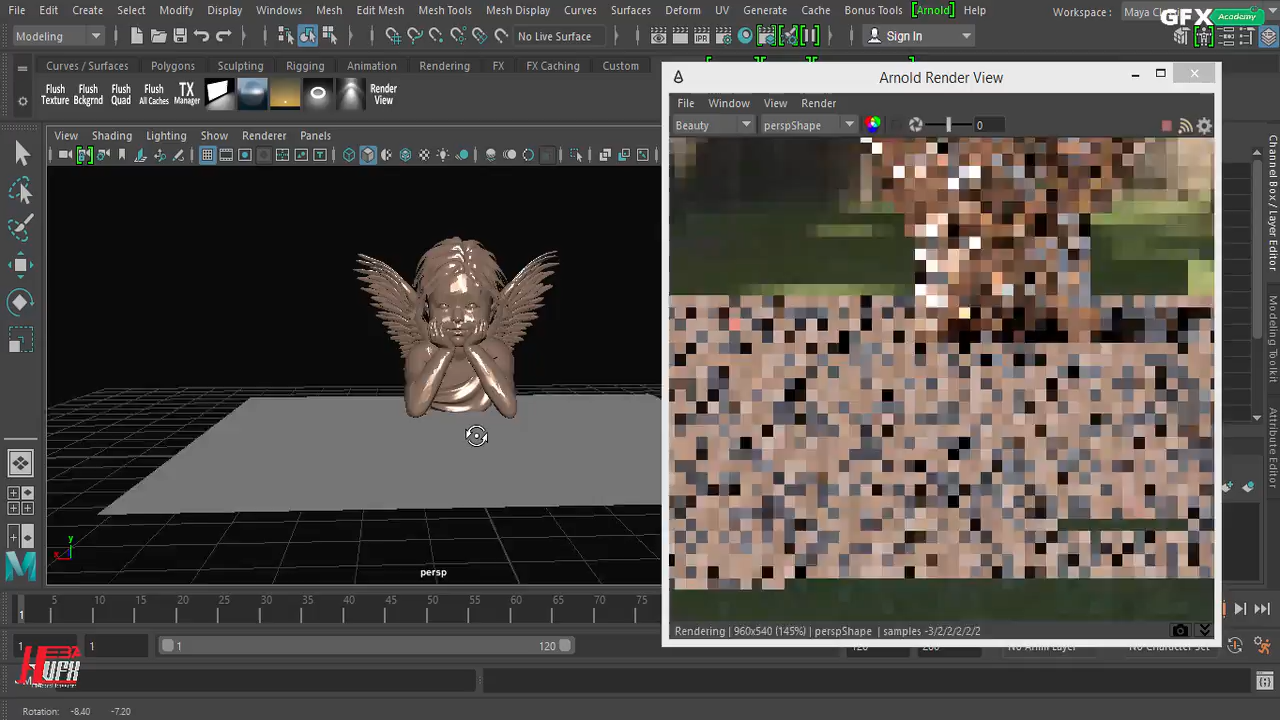 File Edit Create Select Modify Display Windows Mesh Edit Mesh Mesh Tools Mesh Display Curves Surfaces Deform UV Generate Cache Bonus Tools [Arnold] Help Workspace : Maya
GFX Academy
Modeling No Live Surface Sign In
Curves / Surfaces Polygons Sculpting Rigging Animation Rendering FX FX Caching Custom
Flush Texture
Flush Bckgrnd
Flush Quad
Flush All Caches
TX Manager
Render View
Arnold Render View
File Window View Render
Beauty perspShape 0
View Shading Lighting Show Renderer Panels
Channel Box / Layer Editor
Modeling Toolkit
Attribute Editor
y
x
persp
Rendering | 960x540 (145%) | perspShape | samples -3/2/2/2/2/2
5 10 15 20 25 30 35 40 45 50 55 60 65 70 75
1
1 1 1 120 120 200 No Anim Layer No Character Set
Rotation: -8.40 -7.20